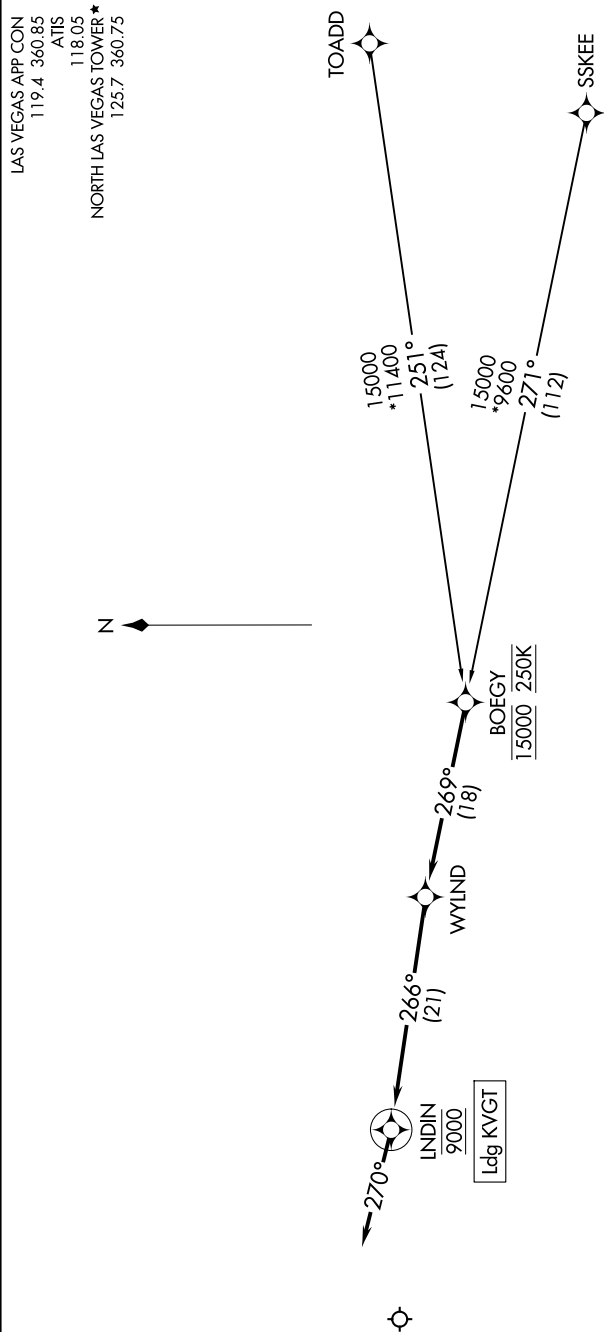 LAS VEGAS APP CON
119.4 360.85
ATIS
118.05
NORTH LAS VEGAS TOWER★
125.7 360.75
TOADD
SSKEE
15000
*11400
251°
(124)
15000
*9600
271°
(112)
N
BOEGY
15000 250K
269°
(18)
WYLND
266°
(21)
LNDIN
9000
Ldg KVGT
270°